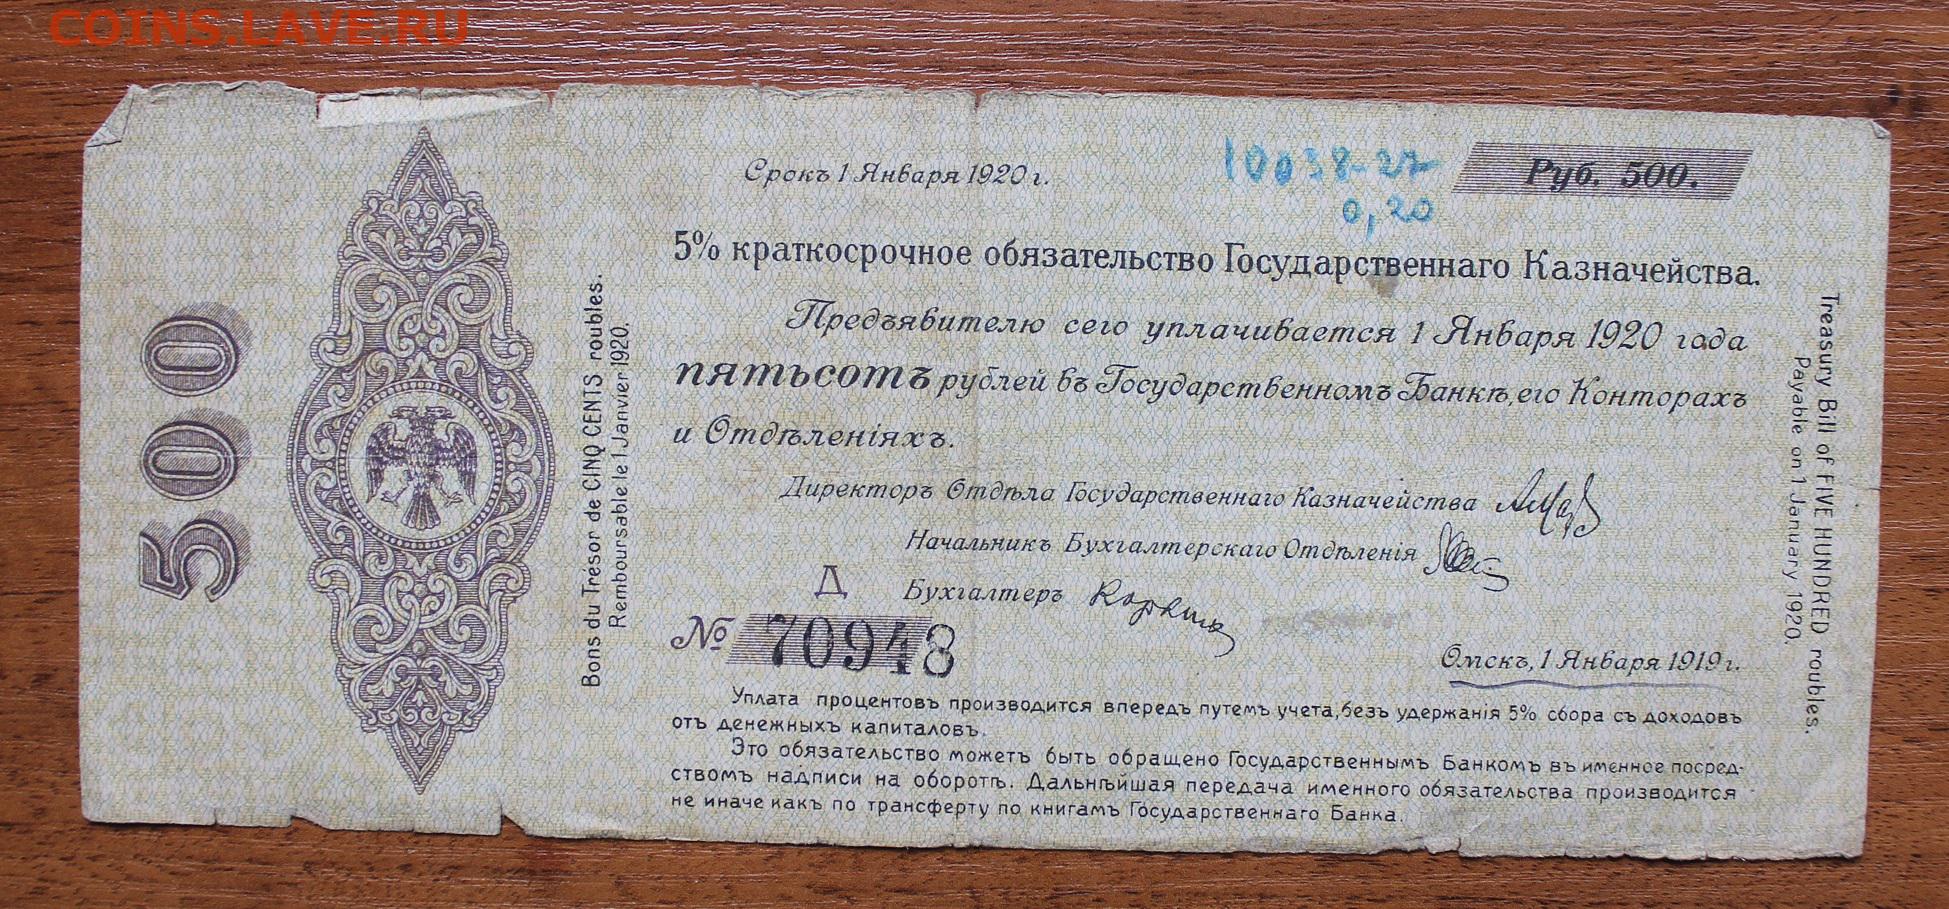 COINS.LAVE.RU
Срокъ 1 Января 1920 г.
10038-27
0,20
Руб. 500.
5% краткосрочное обязательство Государственнаго Казначейства.
Предъявителю сего уплачивается 1 Января 1920 года
пятьсотъ рублей въ Государственномъ Банкѣ, его Конторахъ
и Отдѣленіяхъ.
Директоръ Отдѣла Государственнаго Казначейства
Начальникъ Бухгалтерскаго Отдѣленія
Д
Бухгалтеръ
№ 70948
Омскъ, 1 Января 1919 г.
Уплата процентовъ производится впередъ путемъ учета, безъ удержанія 5% сбора съ доходовъ
отъ денежныхъ капиталовъ.
Это обязательство можетъ быть обращено Государственнымъ Банкомъ въ именное посред-
ствомъ надписи на оборотѣ. Дальнѣйшая передача именного обязательства производится
не иначе какъ по трансферту по книгамъ Государственнаго Банка.
500
Bons du Trésor de CINQ CENTS roubles.
Remboursable le 1 Janvier 1920.
Treasury Bill of FIVE HUNDRED roubles.
Payable on 1 January 1920.